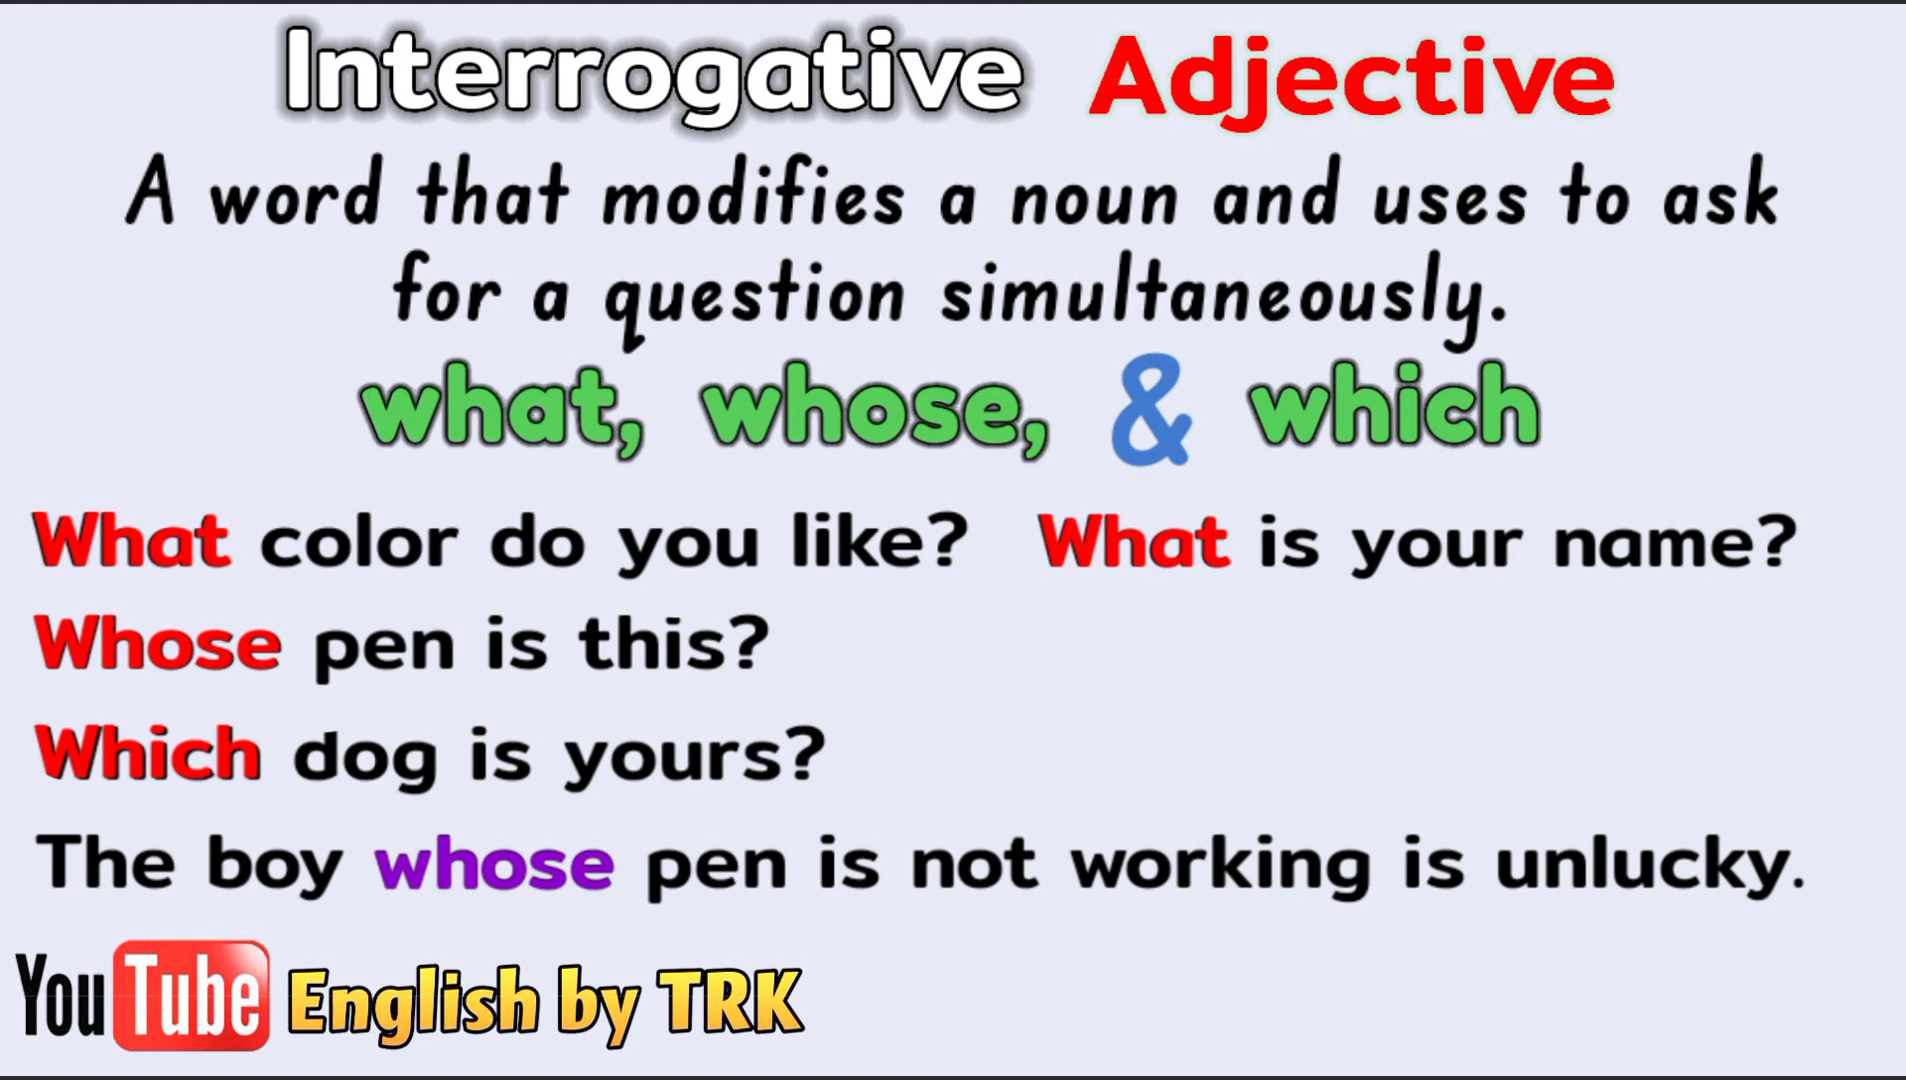 Interrogative Adjective
A word that modifies a noun and uses to ask
for a question simultaneously.
what, whose, & which
What color do you like? What is your name?
Whose pen is this?
Which dog is yours?
The boy whose pen is not working is unlucky.
YouTube English by TRK